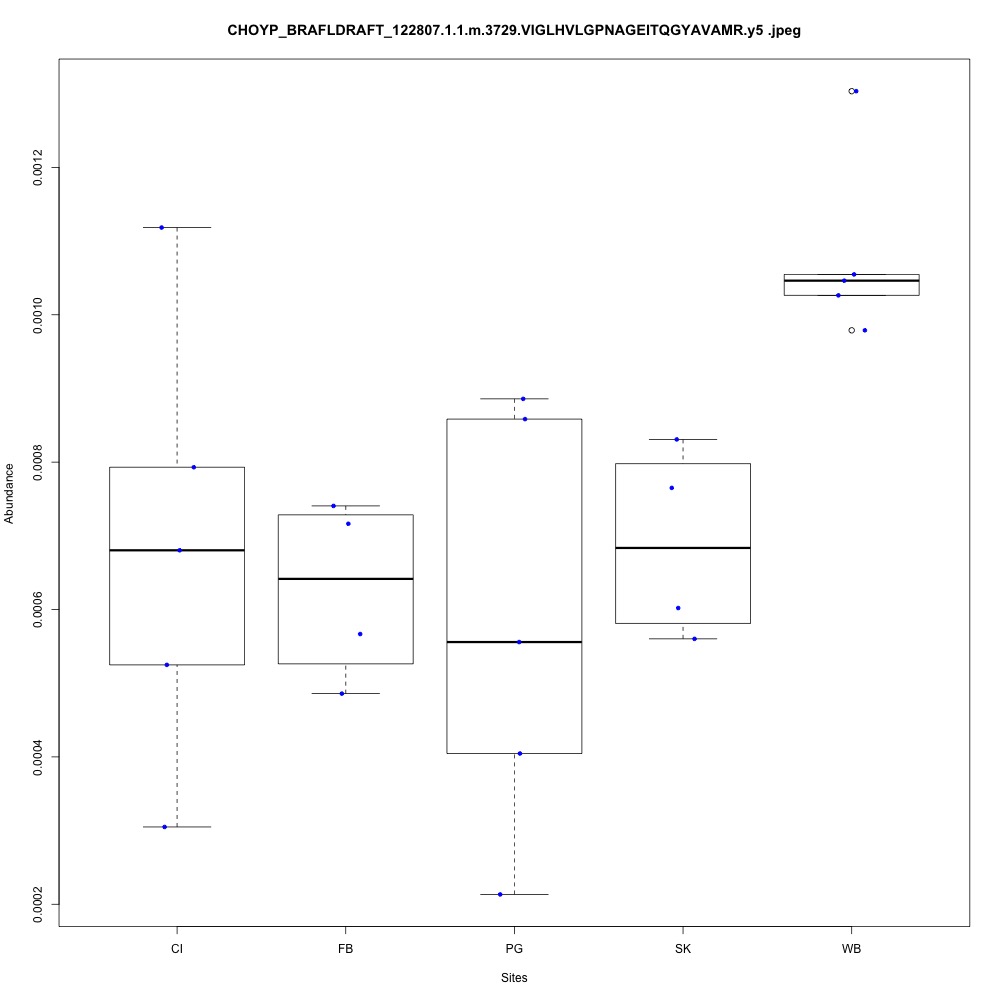 CHOYP_BRAFLDRAFT_122807.1.1.m.3729.VIGLHVLGPNAGEITQGYAVAMR.y5 .jpeg
0.0012
0.0010
0.0008
0.0006
0.0004
0.0002
Abundance
CI FB PG SK WB
Sites